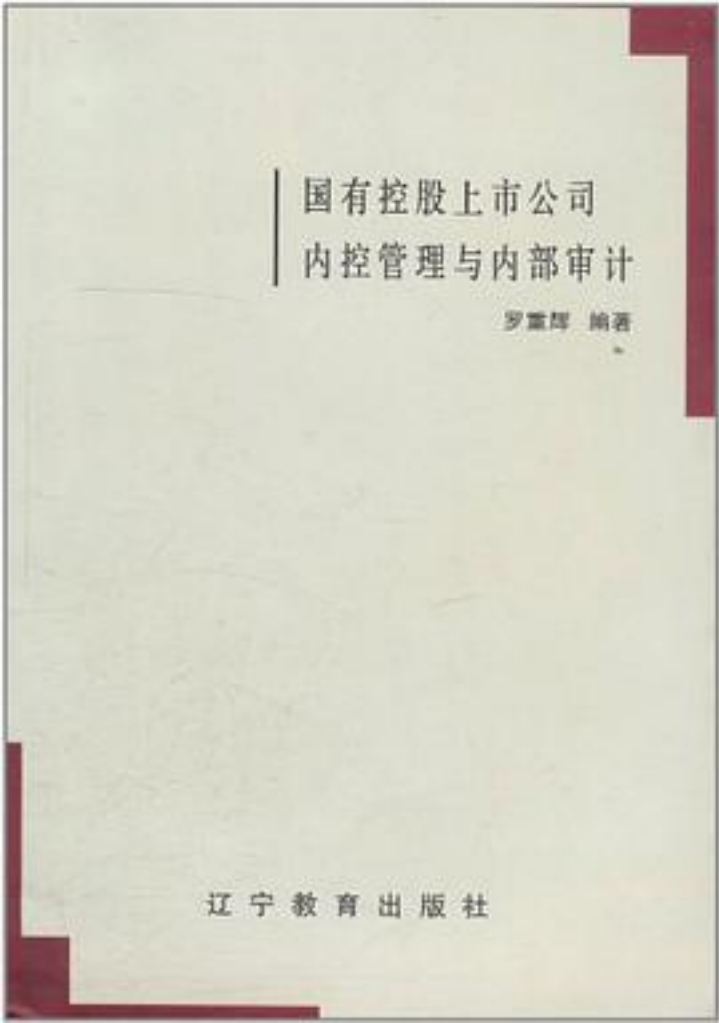 国有控股上市公司
内控管理与内部审计
罗重辉 编著
辽宁教育出版社